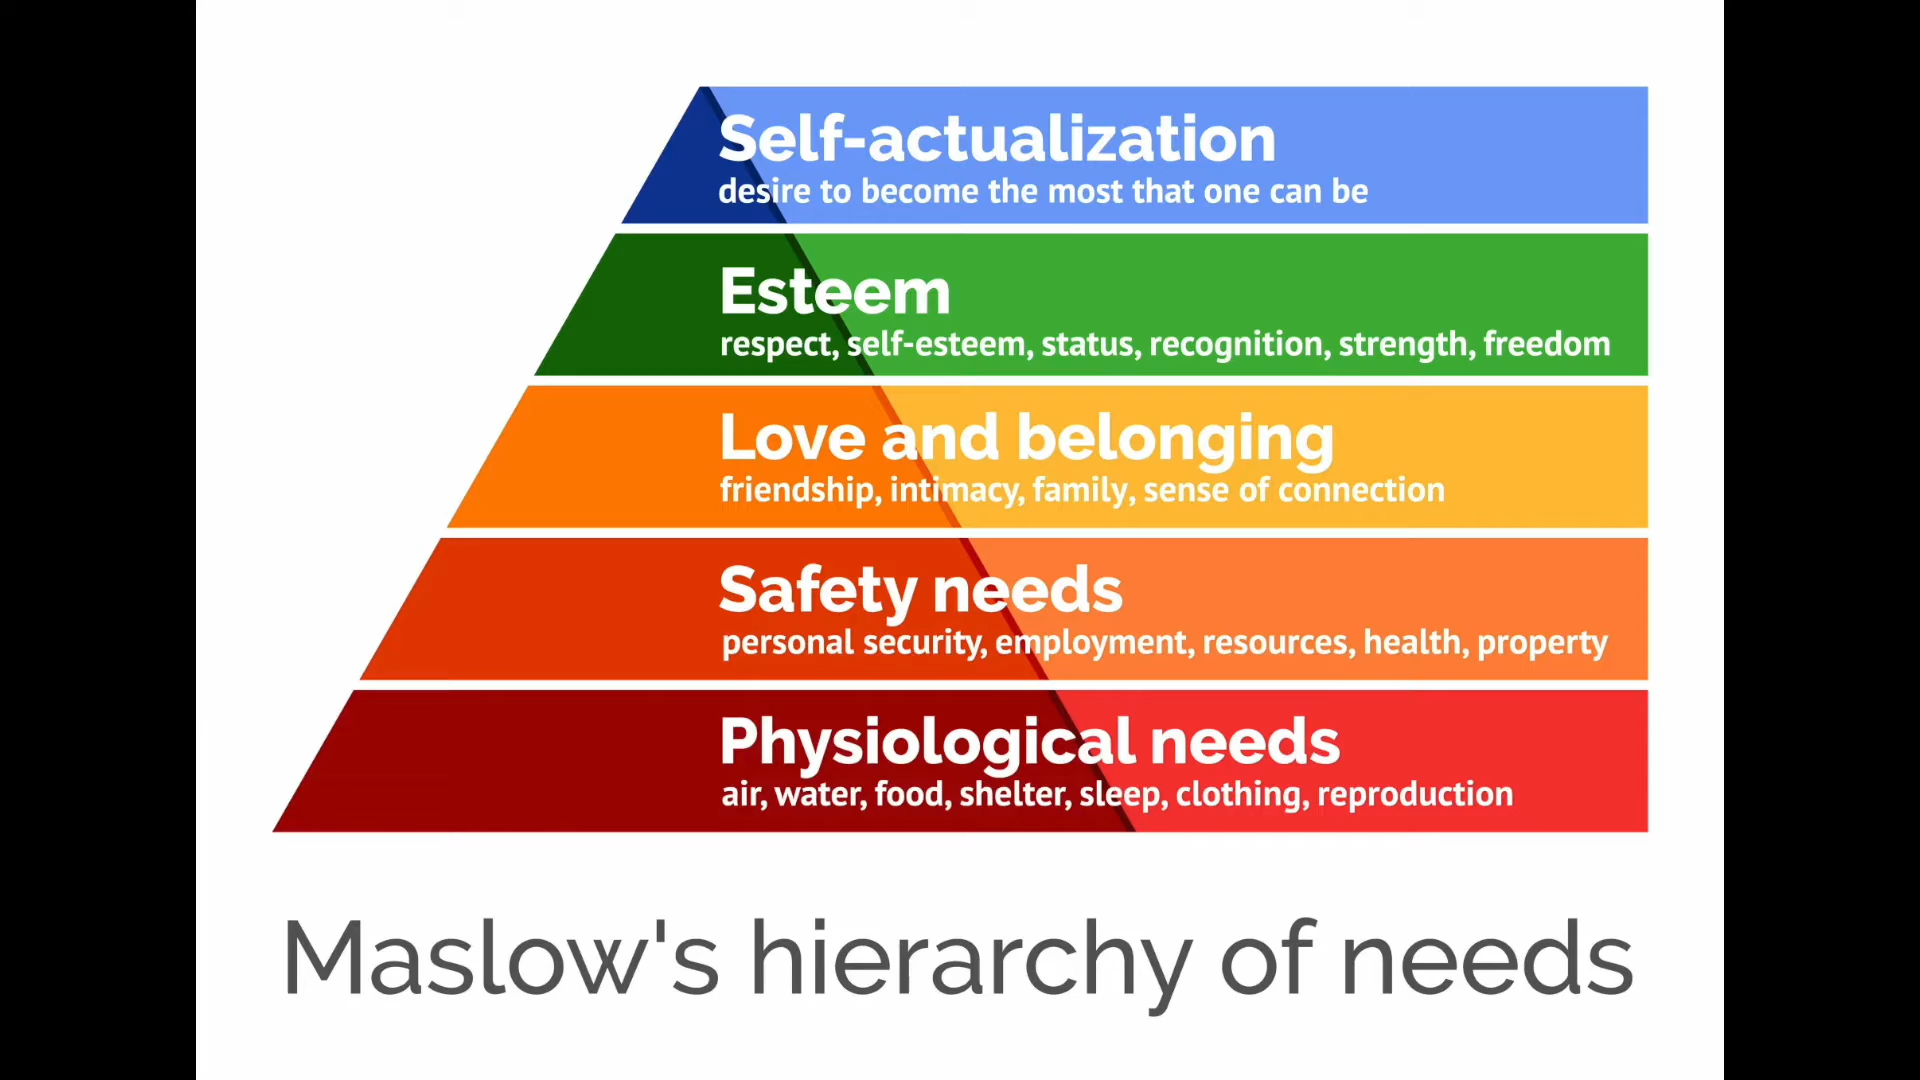 Self-actualization
desire to become the most that one can be
Esteem
respect, self-esteem, status, recognition, strength, freedom
Love and belonging
friendship, intimacy, family, sense of connection
Safety needs
personal security, employment, resources, health, property
Physiological needs
air, water, food, shelter, sleep, clothing, reproduction
Maslow's hierarchy of needs